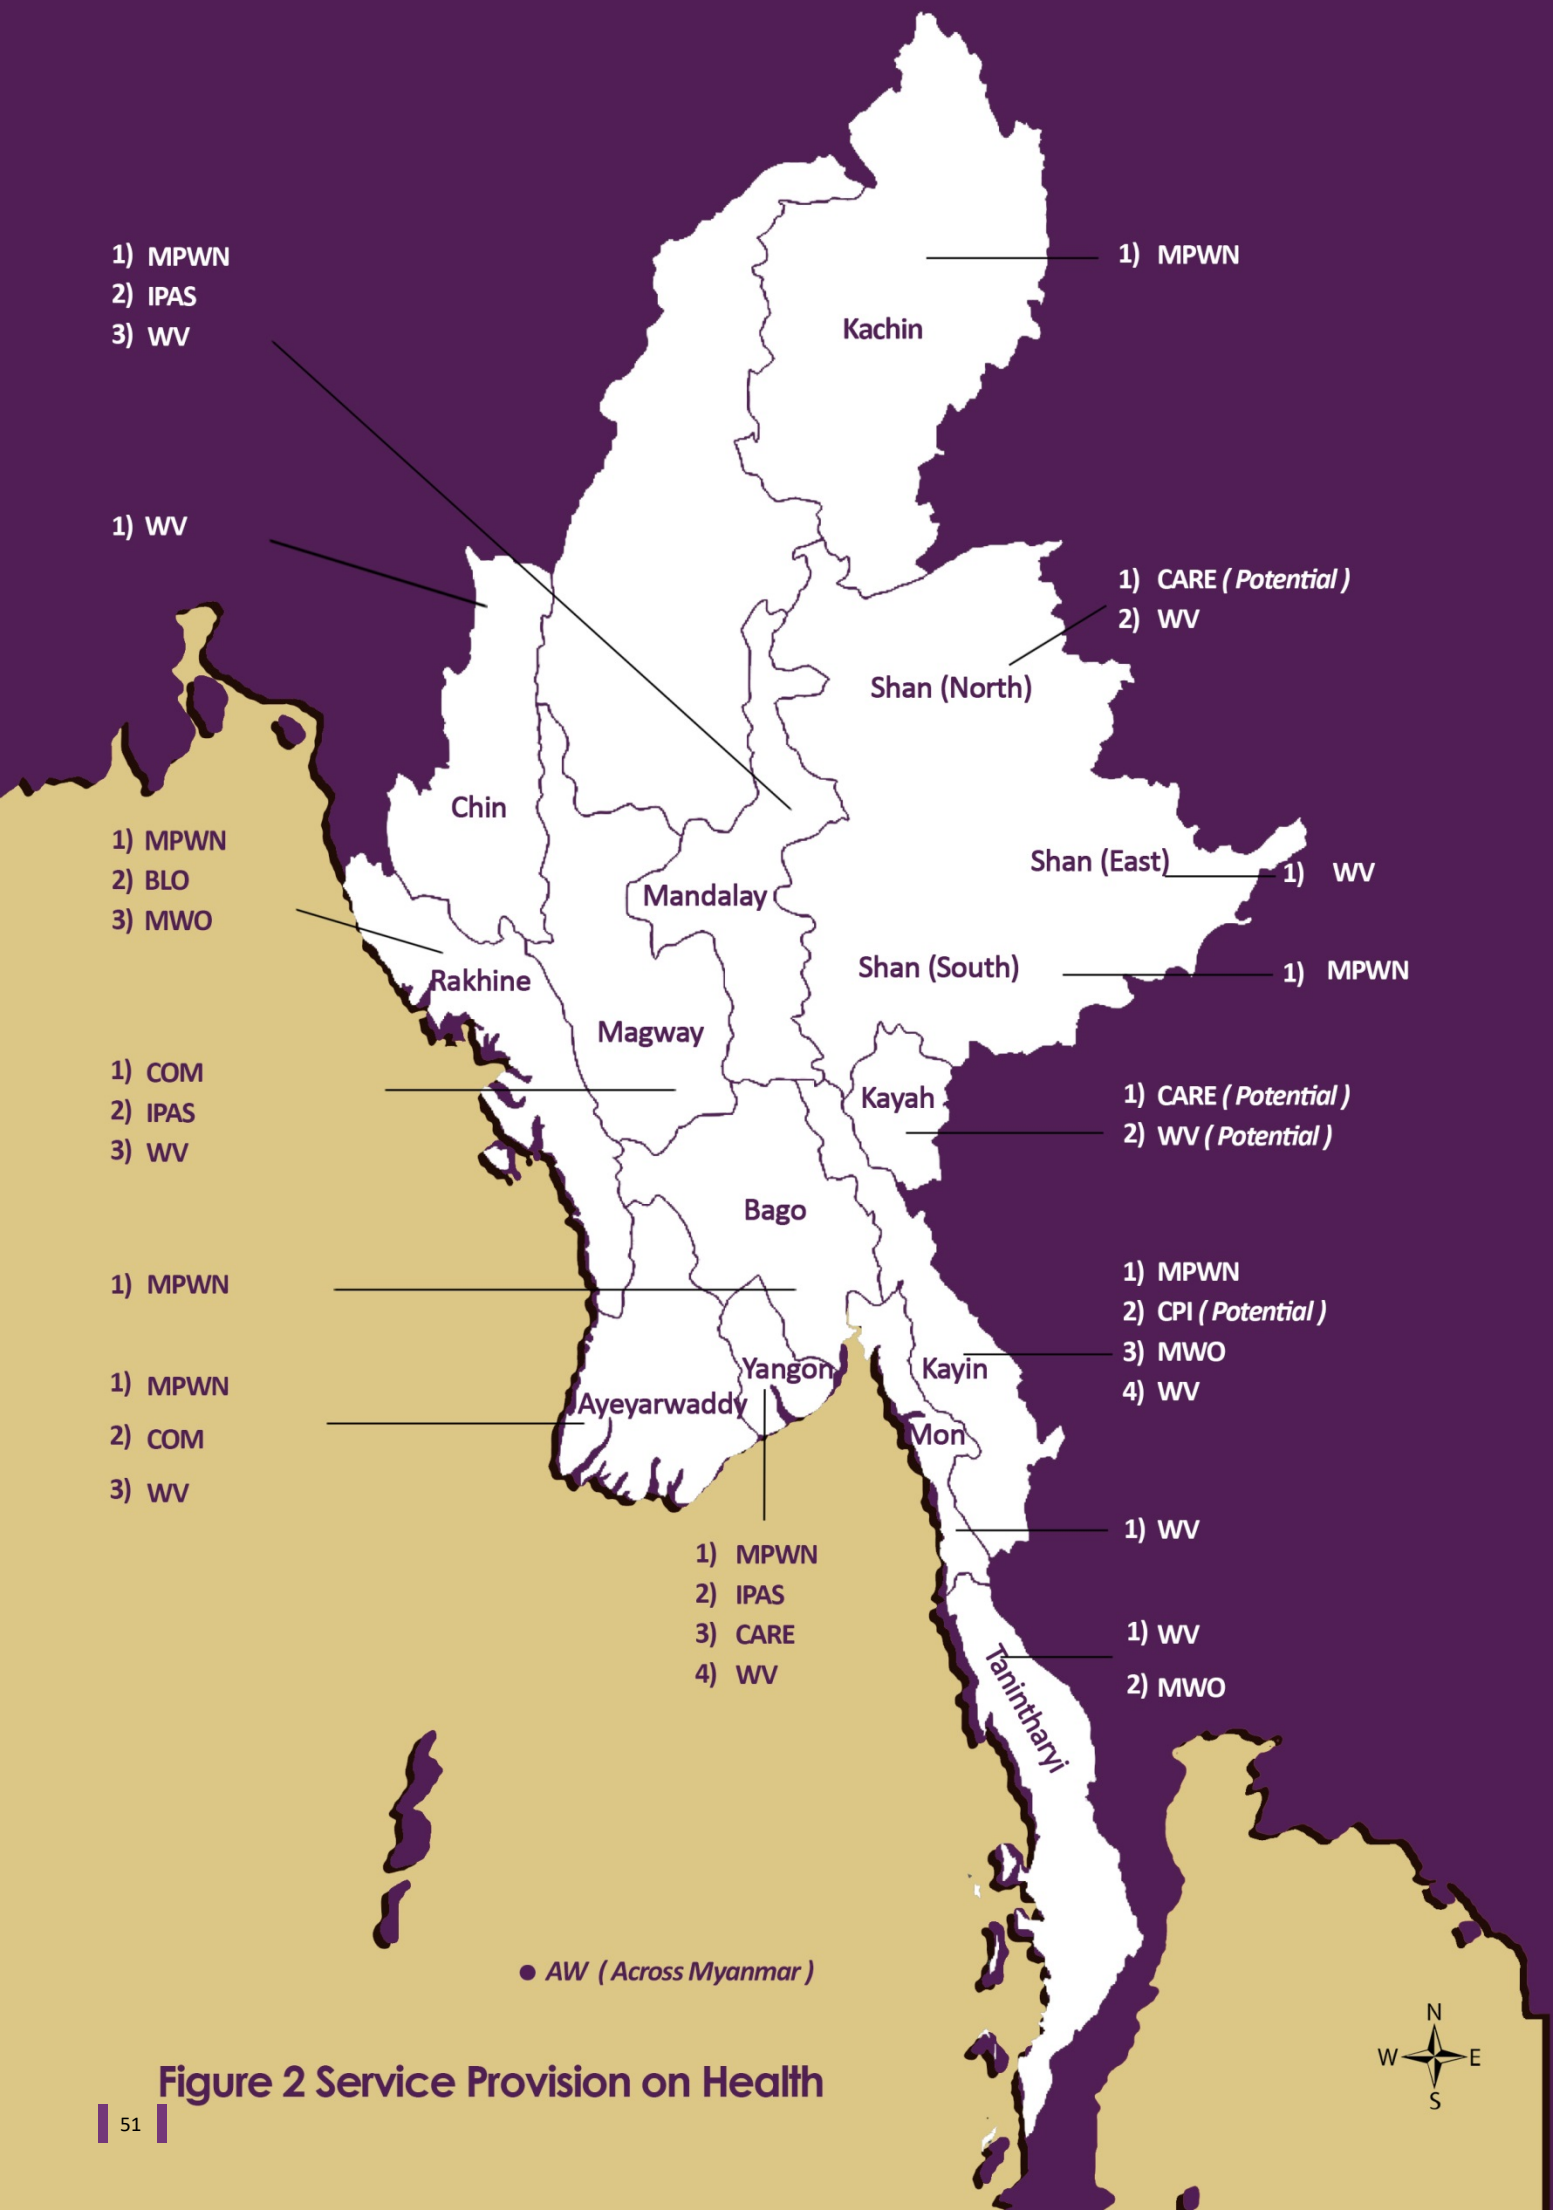 1) MPWN
2) IPAS
3) WV
1) MPWN
Kachin
1) WV
1) CARE ( Potential )
2) WV
Shan (North)
Chin
1) MPWN
2) BLO
3) MWO
Mandalay
Shan (East)
1) WV
Rakhine
Shan (South)
1) MPWN
Magway
1) COM
2) IPAS
3) WV
Kayah
1) CARE ( Potential )
2) WV ( Potential )
Bago
1) MPWN
1) MPWN
2) CPI ( Potential )
3) MWO
4) WV
Yangon
Kayin
1) MPWN
2) COM
3) WV
Ayeyarwaddy
Mon
1) MPWN
2) IPAS
3) CARE
4) WV
1) WV
1) WV
2) MWO
Tanintharyi
AW ( Across Myanmar )
N
W E
S
Figure 2 Service Provision on Health
51